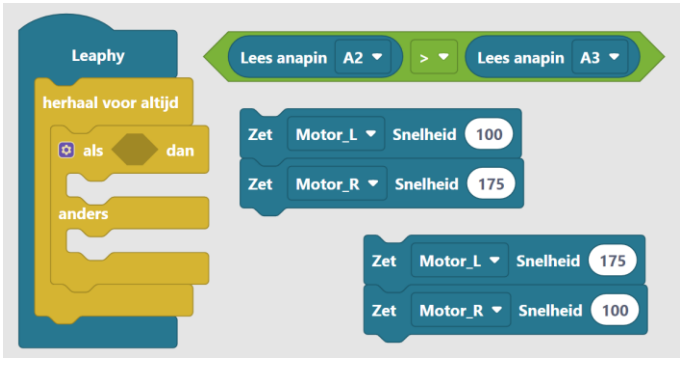 Leaphy
herhaal voor altijd
als dan
anders
Lees anapin A2 > Lees anapin A3
Zet Motor_L Snelheid 100
Zet Motor_R Snelheid 175
Zet Motor_L Snelheid 175
Zet Motor_R Snelheid 100